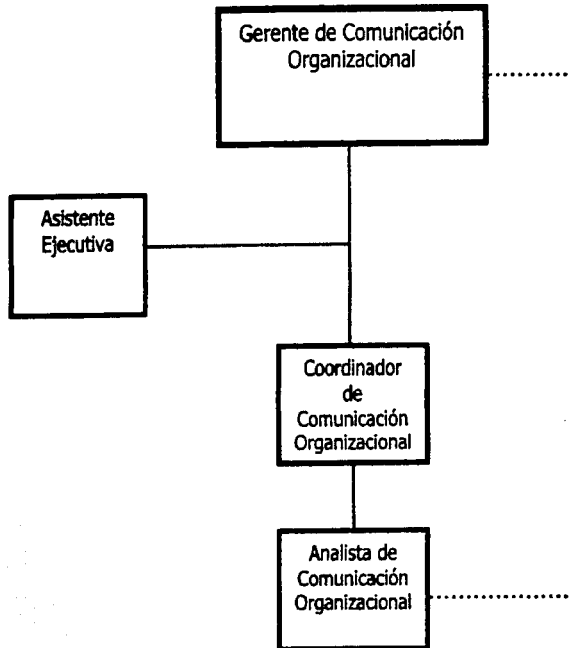 Gerente de Comunicación
Organizacional
Asistente
Ejecutiva
Coordinador
de
Comunicación
Organizacional
Analista de
Comunicación
Organizacional